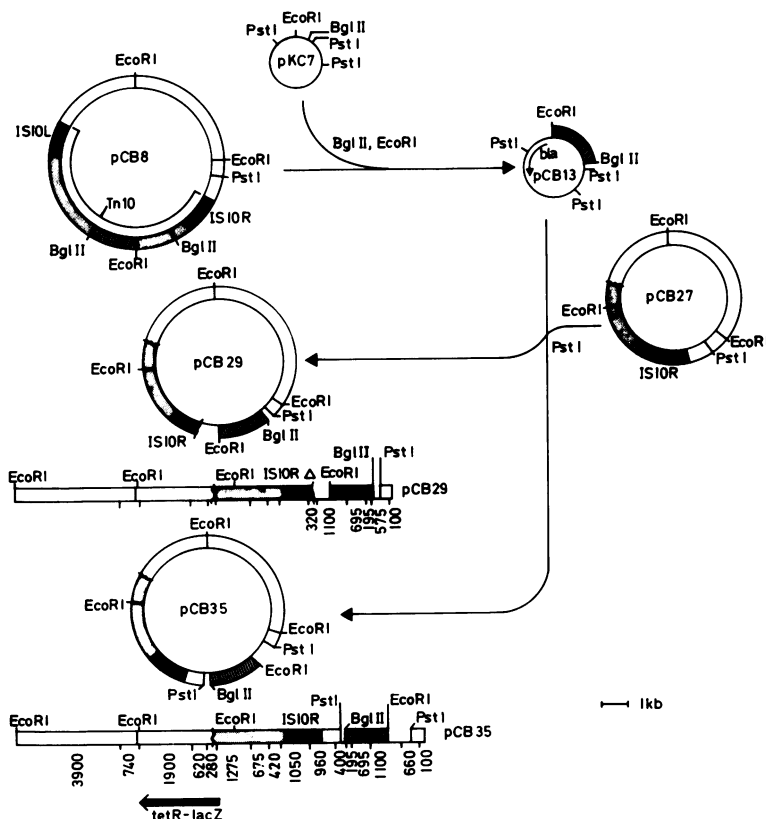 EcoRI
PstI
BglII
PstI
PstI
pKC7
EcoRI
IS10L
pCB8
EcoRI
PstI
Tn10
IS10R
BglII
EcoRI
BglII
BglII, EcoRI
EcoRI
PstI
bla
BglII
PstI
pCB13
PstI
EcoRI
pCB27
EcoRI
EcoR
PstI
IS10R
PstI
EcoRI
pCB29
EcoRI
EcoRI
PstI
BglII
IS10R
EcoRI
BglII PstI
EcoRI EcoRI EcoRI IS10R Δ EcoRI pCB29
320 1100 695 195 575 100
EcoRI
EcoRI
pCB35
EcoRI
PstI
EcoRI
PstI BglII
1kb
EcoRI EcoRI EcoRI IS10R PstI BglII EcoRI PstI pCB35
3900 740 1900 620 280 1275 675 420 1050 960 400 195 695 1100 660 100
tetR-lacZ